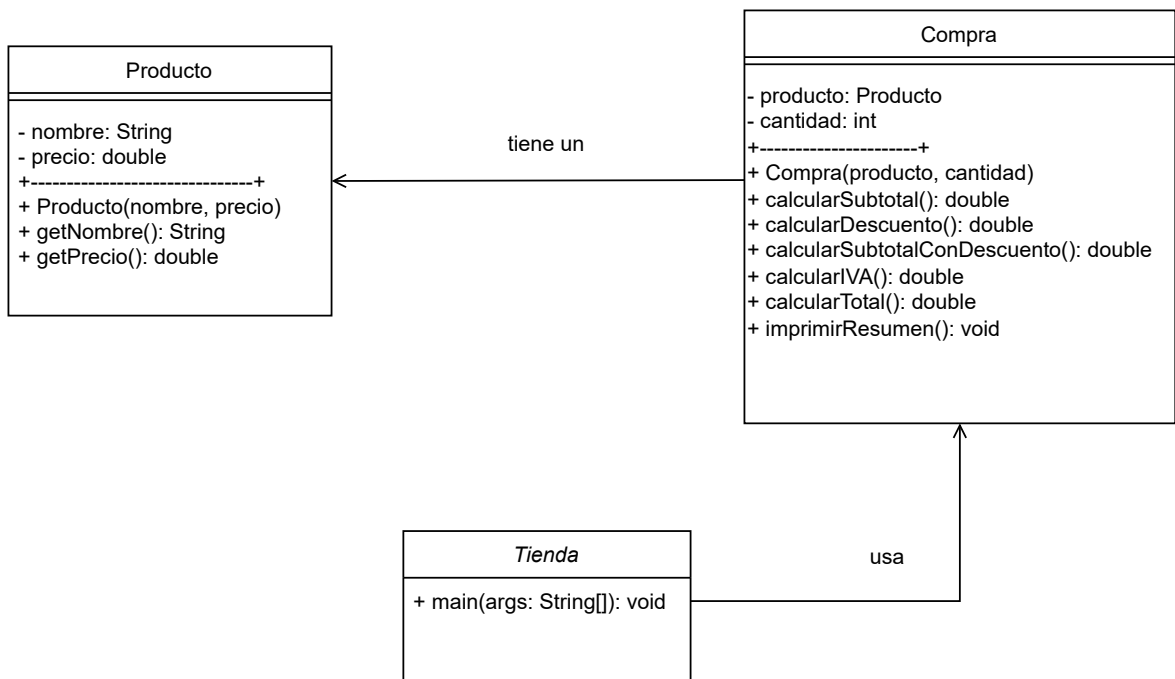 Producto
- nombre: String
- precio: double
+-------------------------------+
+ Producto(nombre, precio)
+ getNombre(): String
+ getPrecio(): double
tiene un
Compra
- producto: Producto
- cantidad: int
+----------------------+
+ Compra(producto, cantidad)
+ calcularSubtotal(): double
+ calcularDescuento(): double
+ calcularSubtotalConDescuento(): double
+ calcularIVA(): double
+ calcularTotal(): double
+ imprimirResumen(): void
Tienda
+ main(args: String[]): void
usa